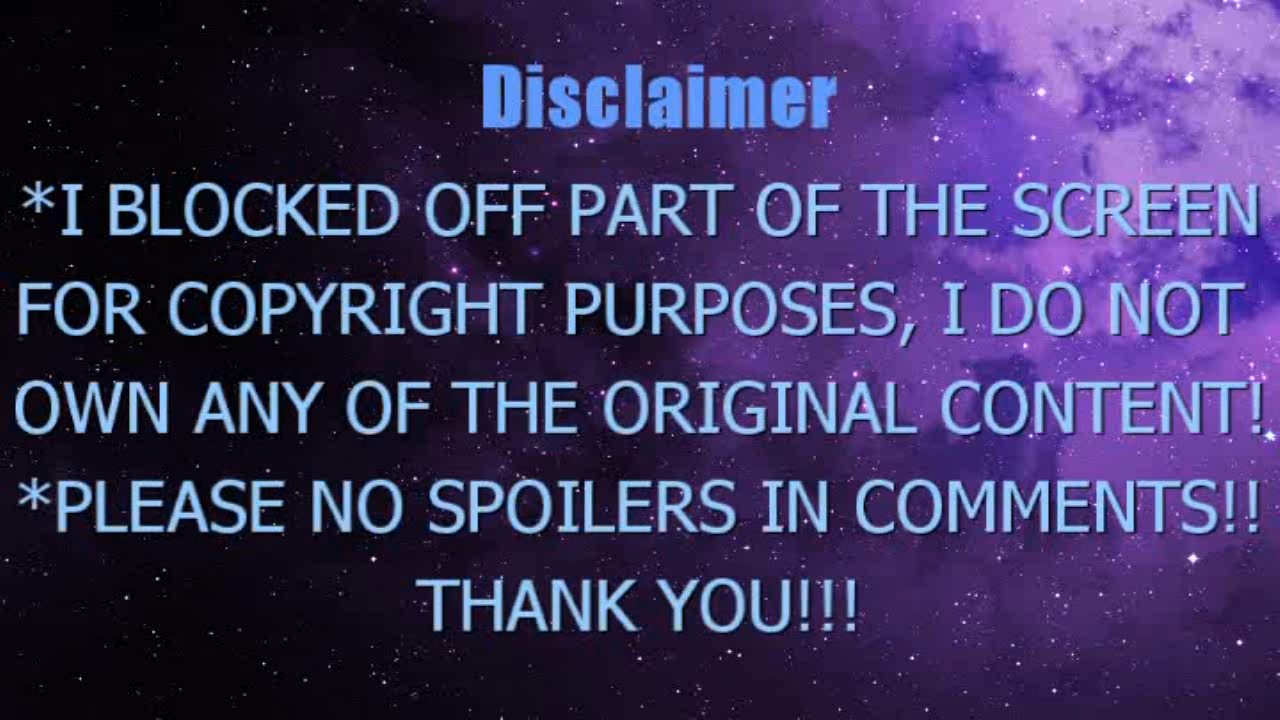 Disclaimer
*I BLOCKED OFF PART OF THE SCREEN
FOR COPYRIGHT PURPOSES, I DO NOT
OWN ANY OF THE ORIGINAL CONTENT!
*PLEASE NO SPOILERS IN COMMENTS!!
THANK YOU!!!